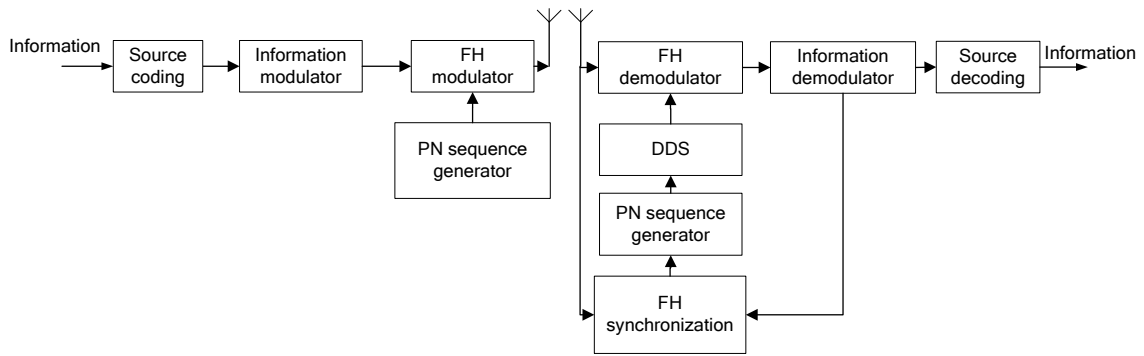 Information
Source
coding
Information
modulator
FH
modulator
PN sequence
generator
FH
demodulator
Information
demodulator
Source
decoding
Information
DDS
PN sequence
generator
FH
synchronization